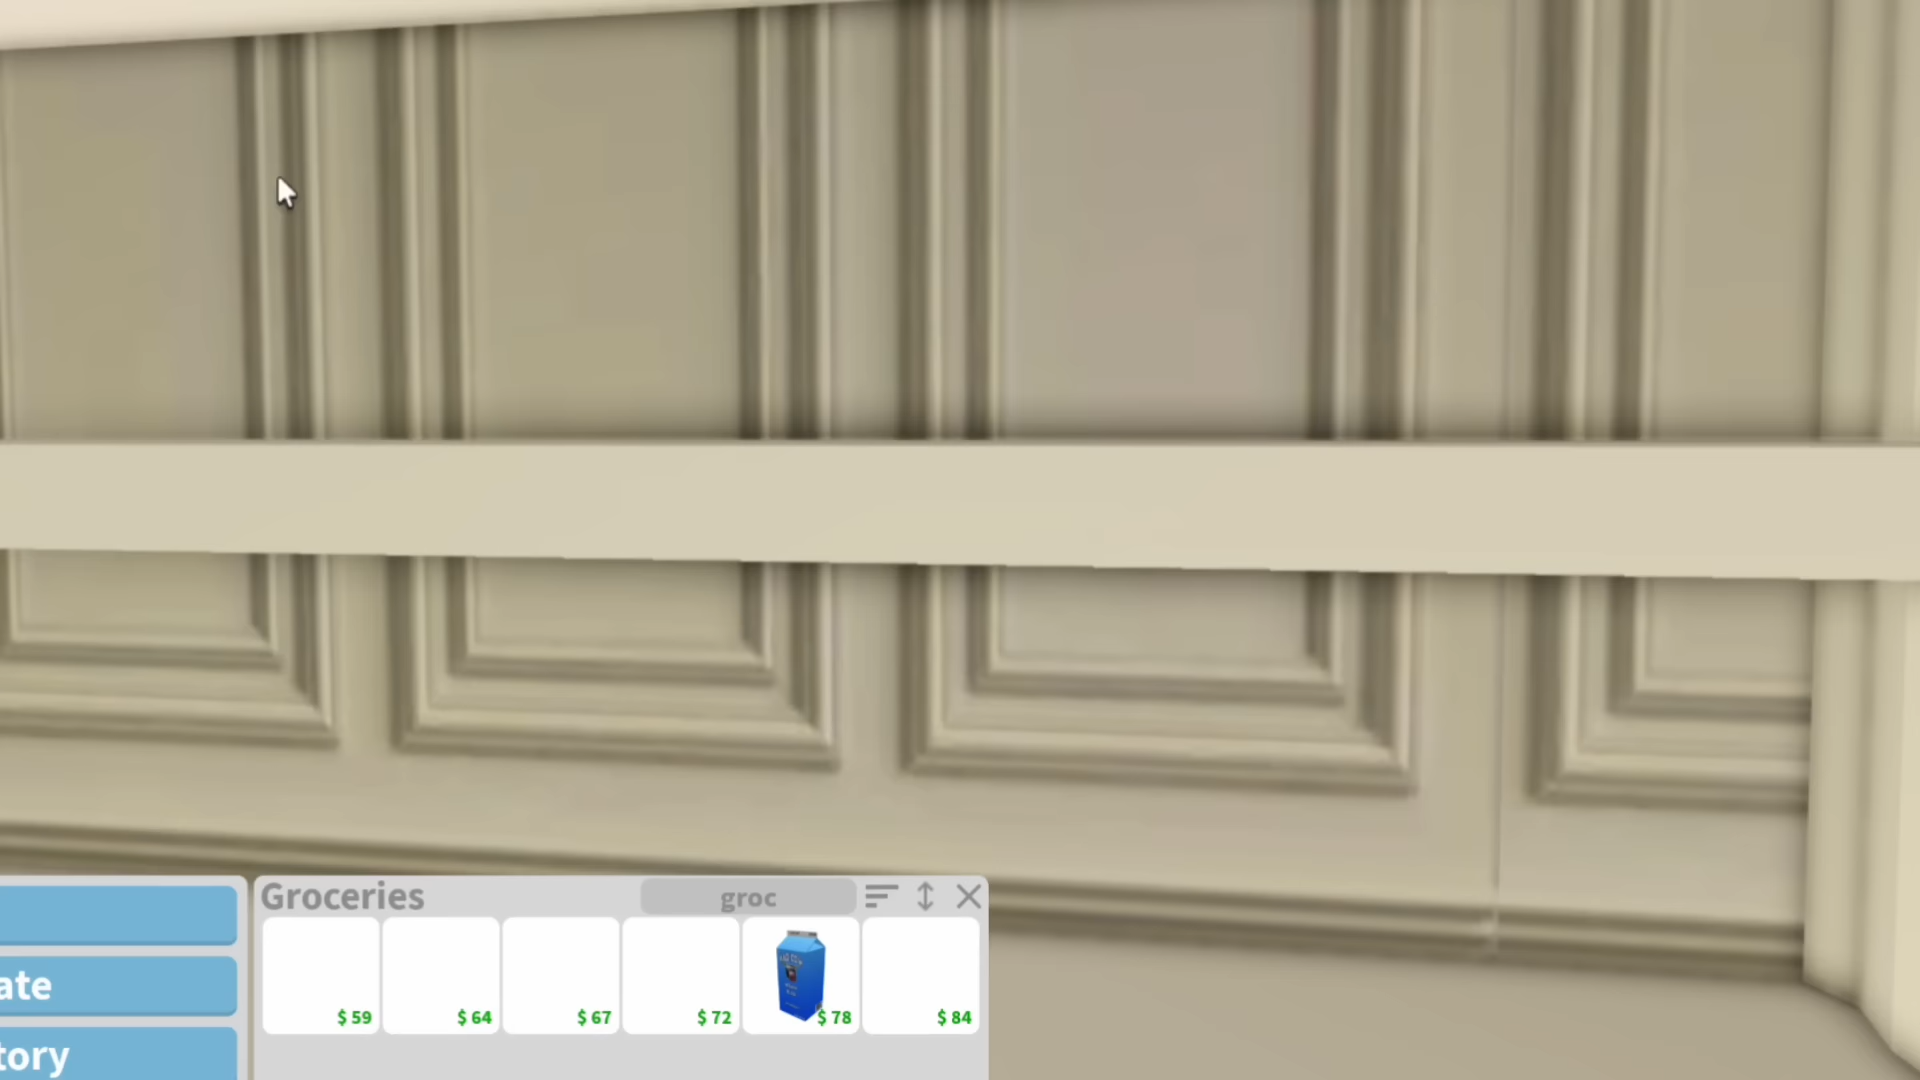 Groceries
groc
ate
tory
$ 59
$ 64
$ 67
$ 72
$ 78
$ 84